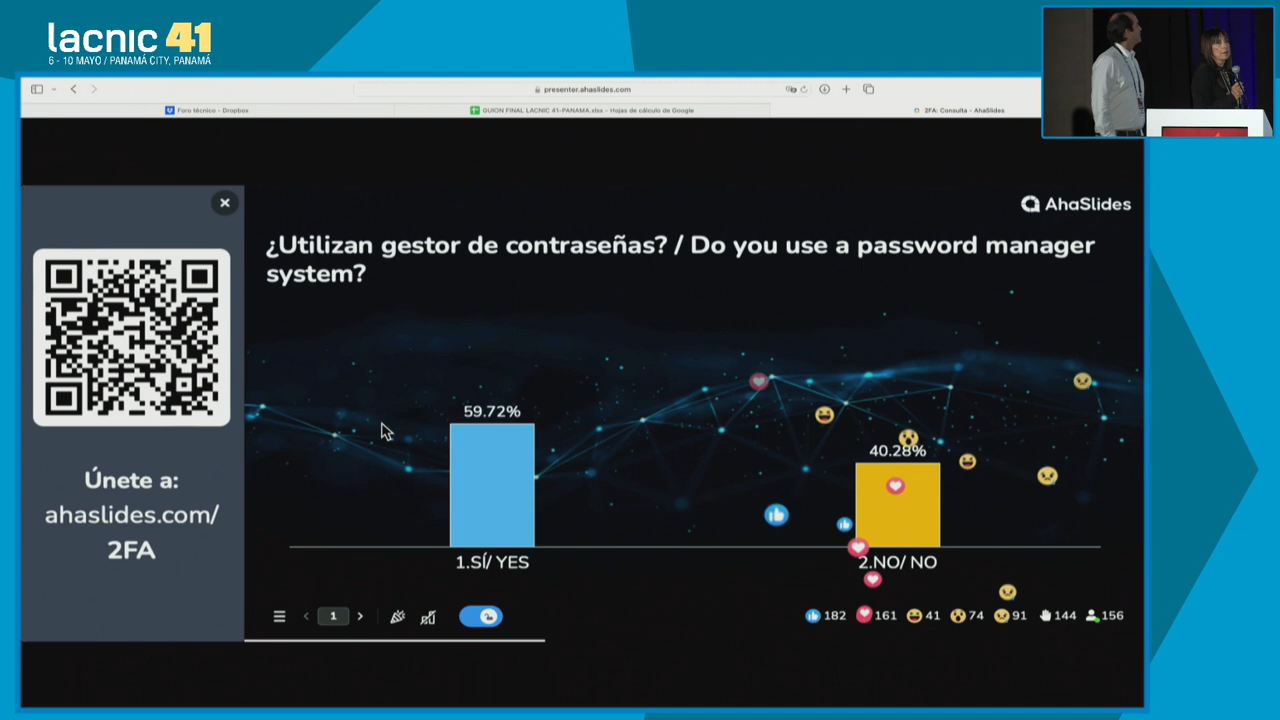 lacnic 41
6 - 10 MAYO / PANAMÁ CITY, PANAMÁ
presenter.ahaslides.com
Foro técnico - Dropbox
GUION FINAL LACNIC 41-PANAMA.xlsx - Hojas de cálculo de Google
2FA: Consulta - AhaSlides
AhaSlides
¿Utilizan gestor de contraseñas? / Do you use a password manager
system?
Únete a:
ahaslides.com/
2FA
59.72%
40.28%
1.SÍ/ YES
2.NO/ NO
1
182 161 41 74 91 144 156